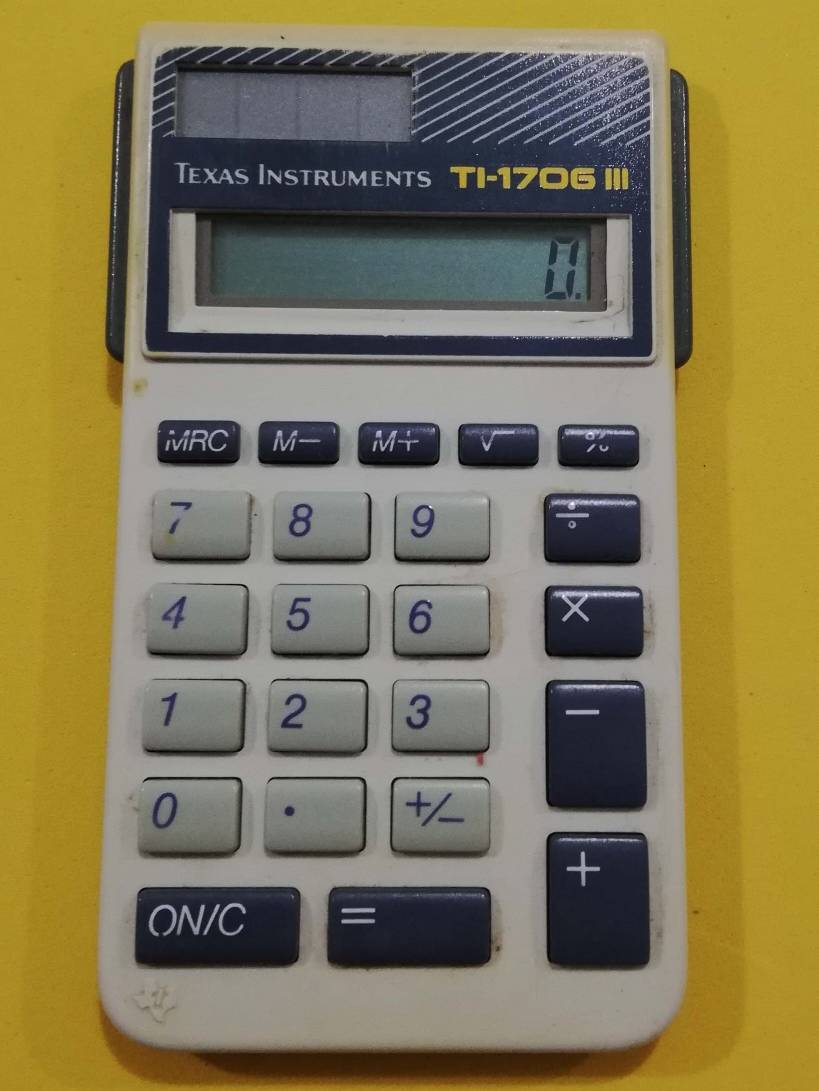 TEXAS INSTRUMENTS TI-1706 III
0.
MRC M− M+ √ %
7 8 9 ÷
4 5 6 ×
1 2 3 −
0 . +/− +
ON/C =